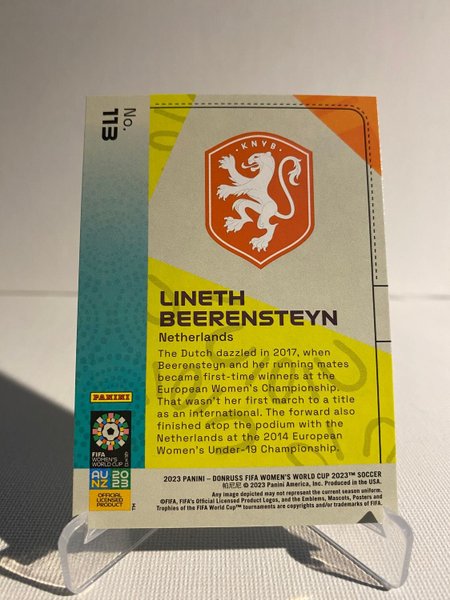 No. 113
KNVB
LINETH
BEERENSTEYN
Netherlands
The Dutch dazzled in 2017, when
Beerensteyn and her running mates
became first-time winners at the
European Women's Championship.
That wasn't her first march to a title
as an international. The forward also
finished atop the podium with the
Netherlands at the 2014 European
Women's Under-19 Championship.
PANINI
FIFA
WOMEN'S
WORLD CUP
AU 20
NZ 23
OFFICIAL
LICENSED
PRODUCT
™
2023 PANINI – DONRUSS FIFA WOMEN'S WORLD CUP 2023™ SOCCER
帕尼尼 © 2023 Panini America, Inc. Produced in the USA.
Any image depicted may not represent the current season uniform.
©FIFA, FIFA's Official Licensed Product Logos, and the Emblems, Mascots, Posters and
Trophies of the FIFA World Cup™ tournaments are copyrights and/or trademarks of FIFA.